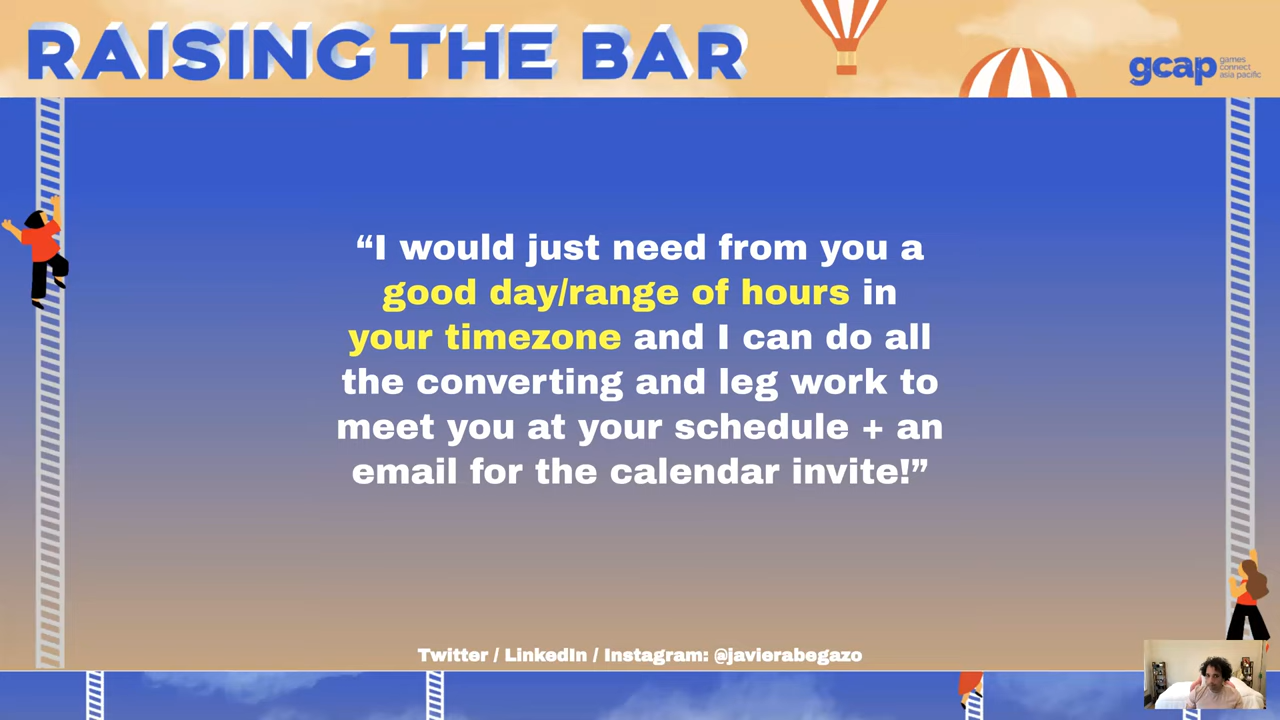 RAISING THE BAR
gcap
games
connect
asia pacific
“I would just need from you a
good day/range of hours in
your timezone and I can do all
the converting and leg work to
meet you at your schedule + an
email for the calendar invite!”
Twitter / LinkedIn / Instagram: @javierabegazo